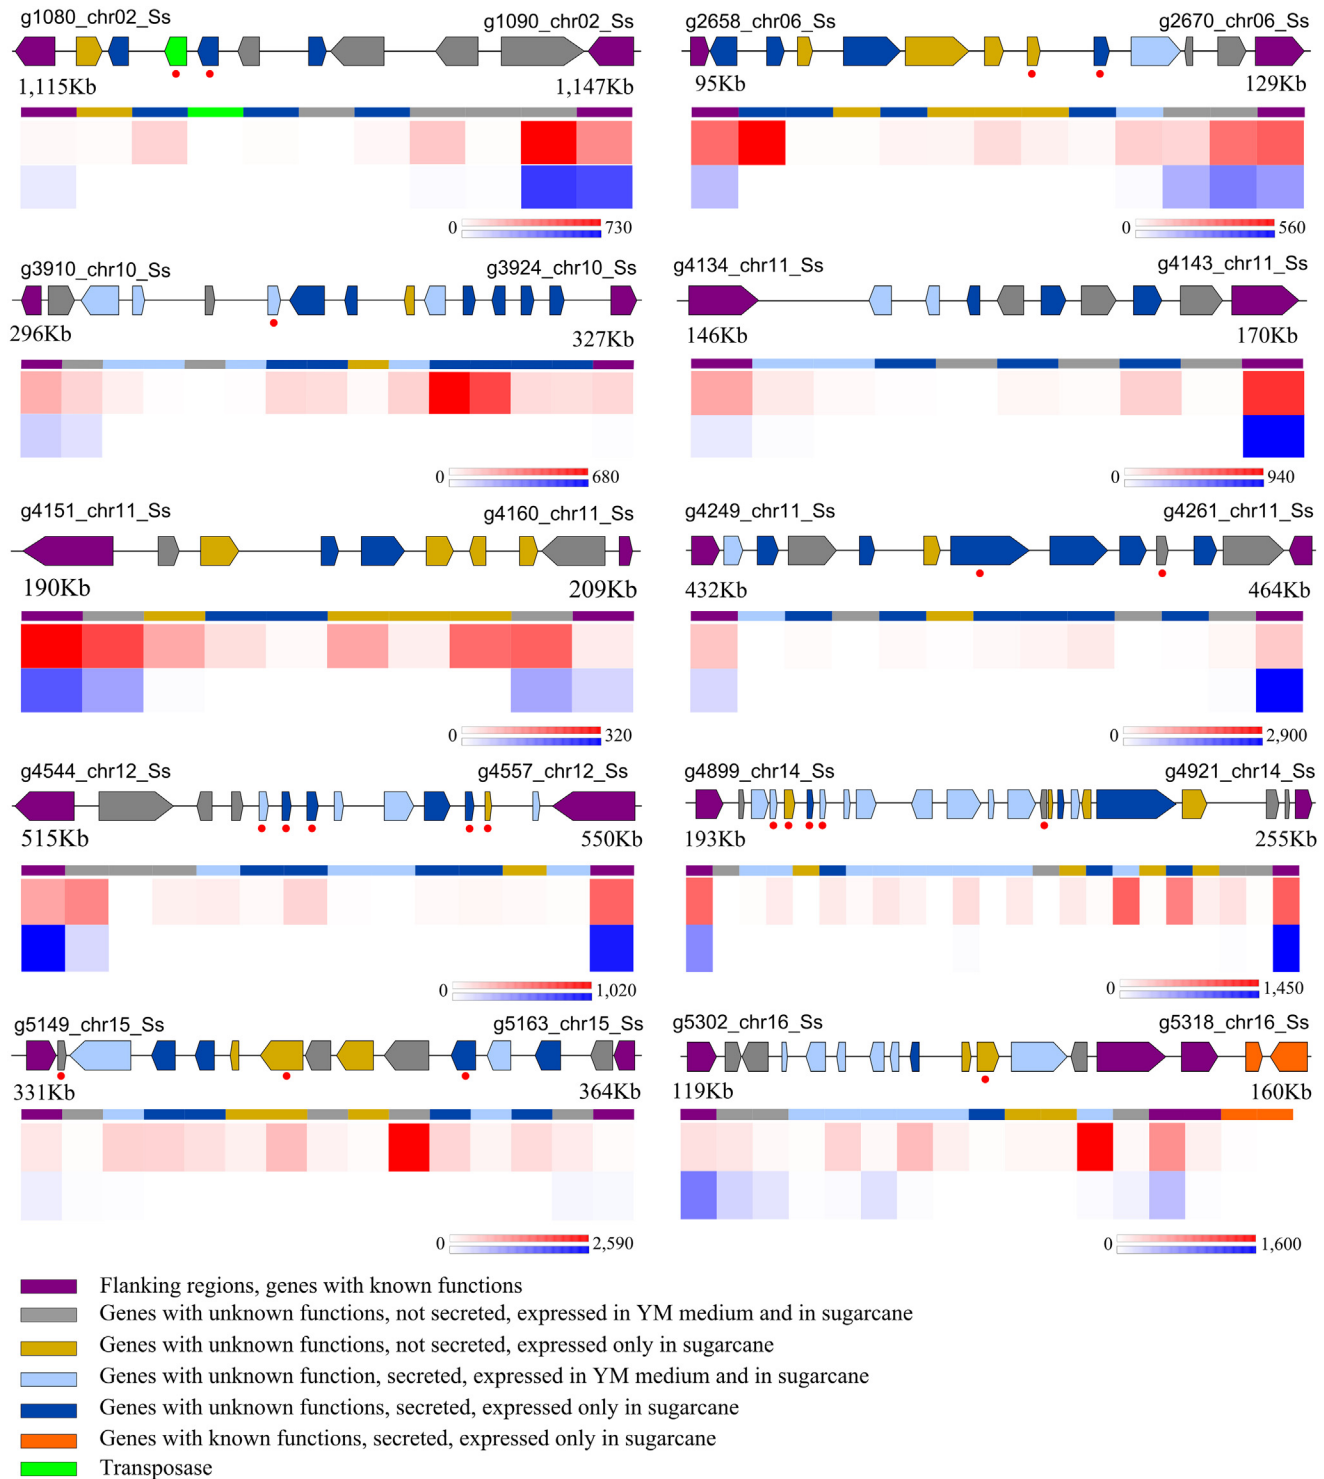 g1080_chr02_Ss g1090_chr02_Ss
1,115Kb 1,147Kb
0 730
g2658_chr06_Ss g2670_chr06_Ss
95Kb 129Kb
0 560
g3910_chr10_Ss g3924_chr10_Ss
296Kb 327Kb
0 680
g4134_chr11_Ss g4143_chr11_Ss
146Kb 170Kb
0 940
g4151_chr11_Ss g4160_chr11_Ss
190Kb 209Kb
0 320
g4249_chr11_Ss g4261_chr11_Ss
432Kb 464Kb
0 2,900
g4544_chr12_Ss g4557_chr12_Ss
515Kb 550Kb
0 1,020
g4899_chr14_Ss g4921_chr14_Ss
193Kb 255Kb
0 1,450
g5149_chr15_Ss g5163_chr15_Ss
331Kb 364Kb
0 2,590
g5302_chr16_Ss g5318_chr16_Ss
119Kb 160Kb
0 1,600
Flanking regions, genes with known functions
Genes with unknown functions, not secreted, expressed in YM medium and in sugarcane
Genes with unknown functions, not secreted, expressed only in sugarcane
Genes with unknown function, secreted, expressed in YM medium and in sugarcane
Genes with unknown functions, secreted, expressed only in sugarcane
Genes with known functions, secreted, expressed only in sugarcane
Transposase